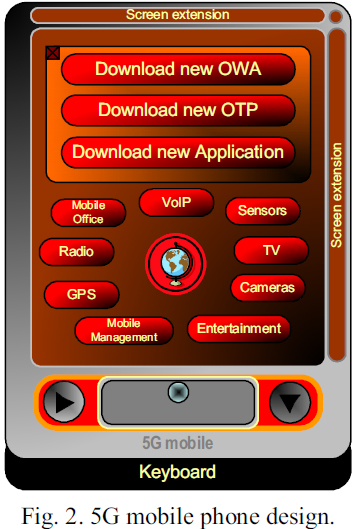 Screen extension
Screen extension
Download new OWA
Download new OTP
Download new Application
VoIP
Mobile
Office
Sensors
Radio
TV
GPS
Cameras
Mobile
Management
Entertainment
5G mobile
Keyboard
Fig. 2. 5G mobile phone design.